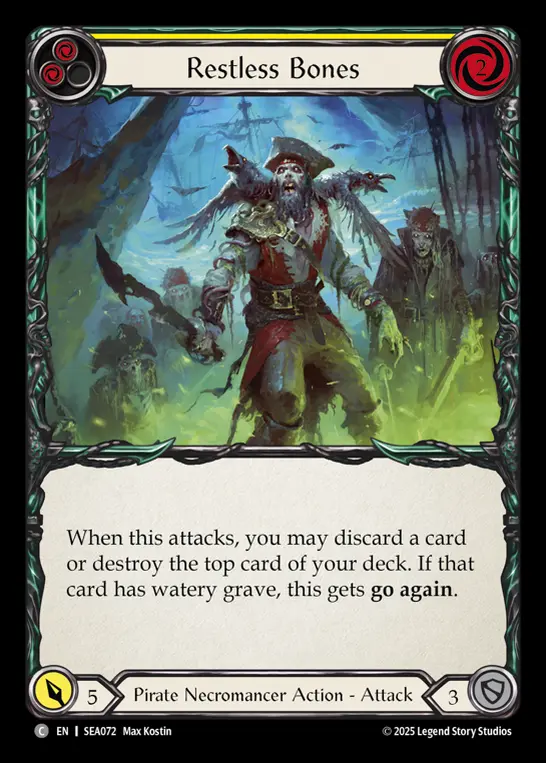 Restless Bones
2
When this attacks, you may discard a card
or destroy the top card of your deck. If that
card has watery grave, this gets go again.
5
Pirate Necromancer Action - Attack
3
C EN SEA072 Max Kostin
© 2025 Legend Story Studios